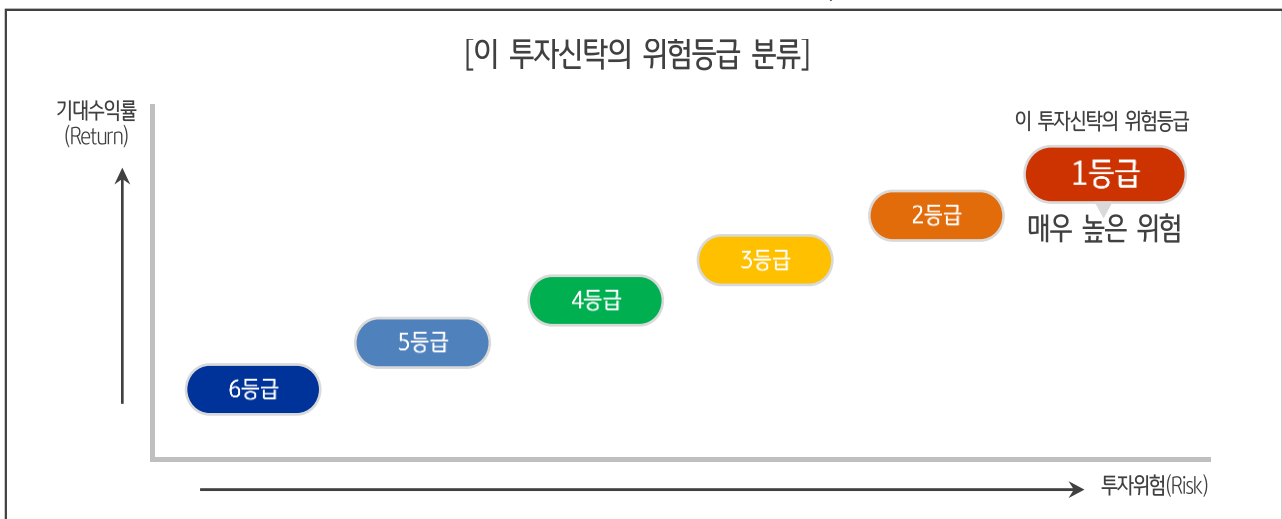 [이 투자신탁의 위험등급 분류]
기대수익률
(Return)
이 투자신탁의 위험등급
1등급
매우 높은 위험
2등급
3등급
4등급
5등급
6등급
투자위험(Risk)